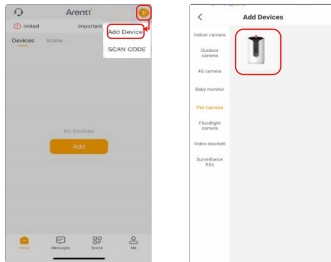 Arenti
Important
Add Device
SCAN CODE
Devices
Scene
No Devices
Add
Home
Messages
Scene
Me
Add Devices
Indoor camera
Outdoor
camera
4G camera
Baby monitor
Pet camera
Floodlight
camera
Video doorbell
Surveillance
Kits